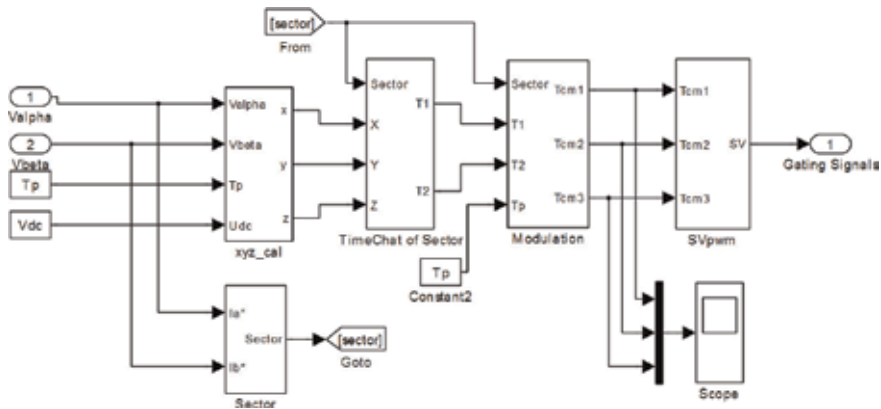 [sector]
From
1
Valpha
2
Vbeta
Tp
Vdc
Valpha
Vbeta
Tp
Udc
x
y
z
xyz_cal
Sector
X
Y
Z
T1
T2
TimeChat of Sector
Tp
Constant2
Sector
T1
T2
Tp
Tcm1
Tcm2
Tcm3
Modulation
Tcm1
Tcm2
Tcm3
SV
SVpwm
1
Gating Signals
Ia*
Ib*
Sector
Sector
[sector]
Goto
Scope